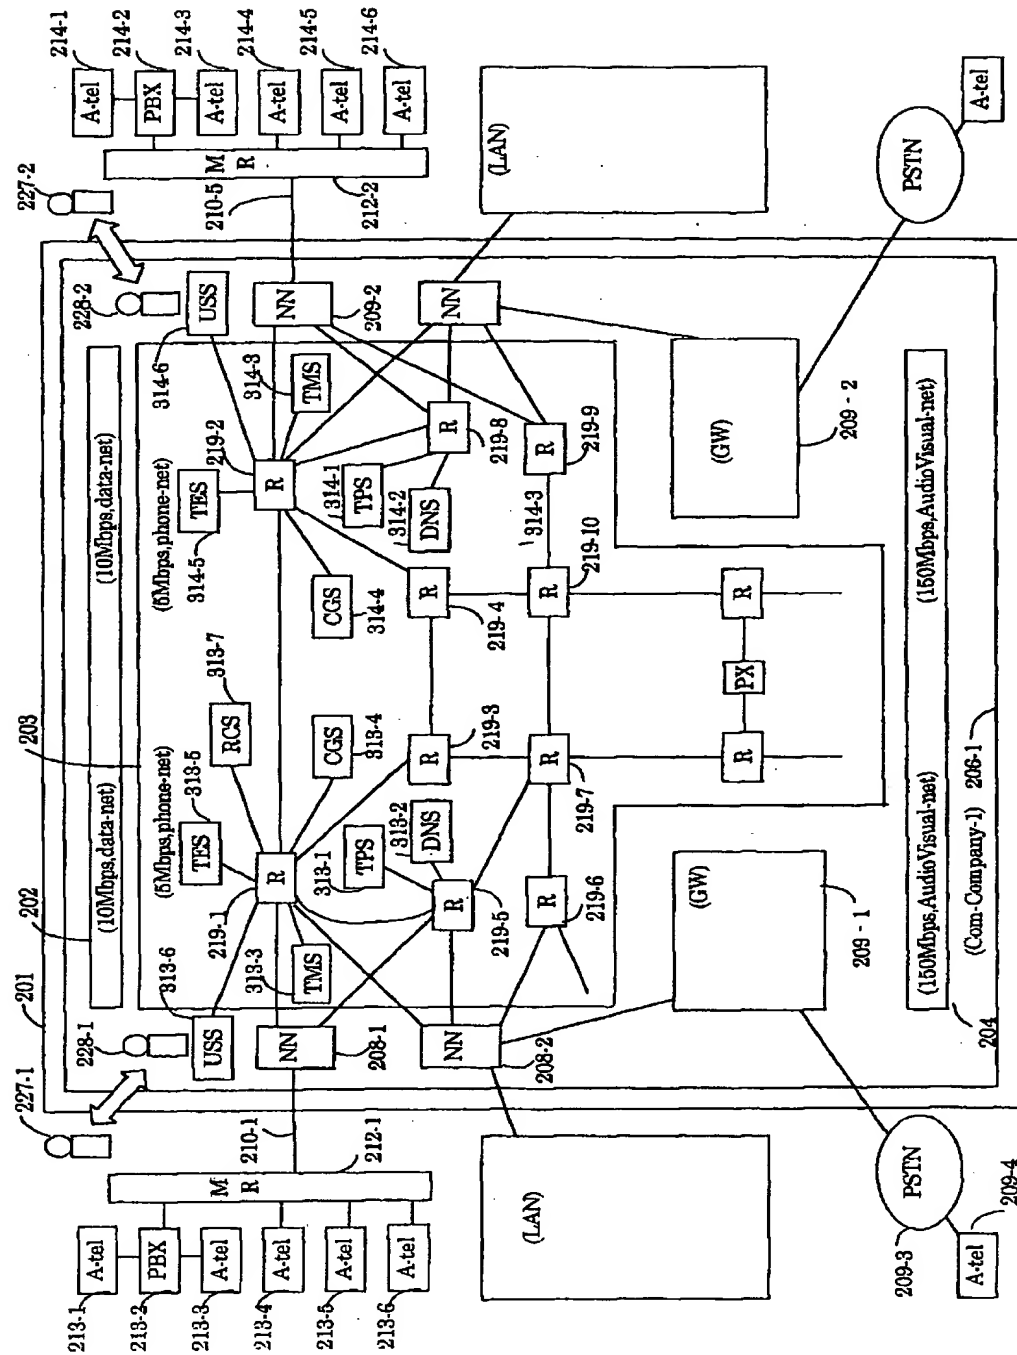 227-1
201
202
203
227-2
228-1
228-2
(10Mbps,data-net)
(10Mbps,data-net)
(5Mbps,phone-net)
(5Mbps,phone-net)
213-1
A-tel
213-2
PBX
213-3
A-tel
213-4
A-tel
213-5
A-tel
213-6
A-tel
M
R
212-1
210-1
313-6
USS
NN
208-1
NN
208-2
219-1
R
313-5
TES
313-7
RCS
313-3
TMS
313-4
CGS
313-1
TPS
313-2
DNS
R
219-5
R
219-6
R
219-3
R
219-7
R
PX
R
R
219-4
R
219-10
314-4
CGS
314-5
TES
219-2
R
314-6
USS
314-3
TMS
314-1
TPS
314-2
DNS
314-3
R
219-8
R
219-9
NN
209-2
NN
210-5
212-2
M
R
A-tel
214-1
PBX
214-2
A-tel
214-3
A-tel
214-4
A-tel
214-5
A-tel
214-6
(LAN)
(LAN)
(GW)
209 - 1
(GW)
209 - 2
PSTN
209-3
A-tel
209-4
PSTN
A-tel
204
(150Mbps,AudioVisual-net)
(150Mbps,AudioVisual-net)
(Com-Company-1)
206-1